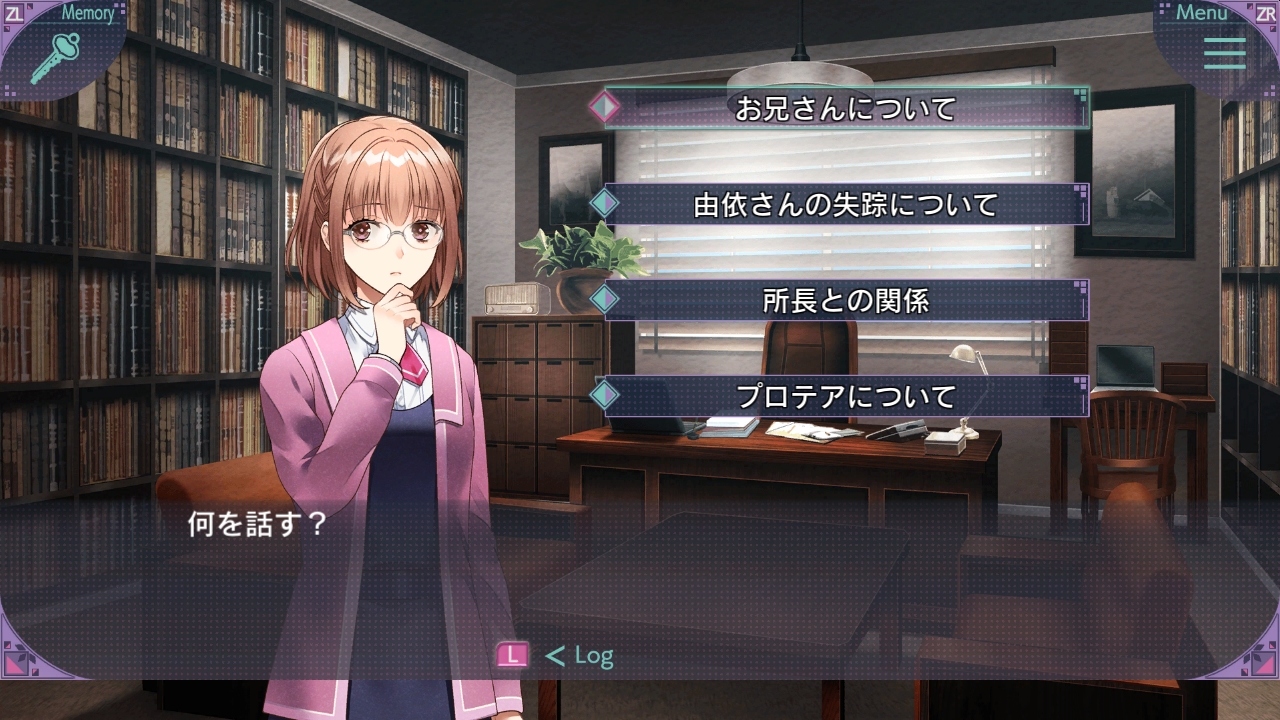 ZL
Memory
Menu
ZR
お兄さんについて
由依さんの失踪について
所長との関係
プロテアについて
何を話す？
L
< Log